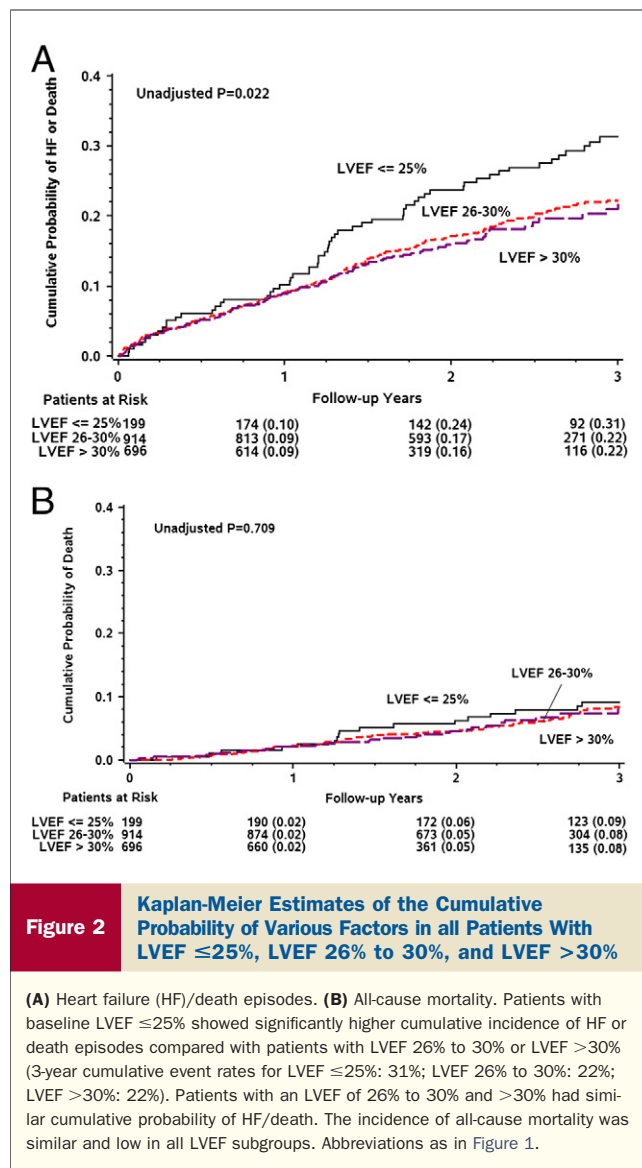 A
Cumulative Probability of HF or Death
0.4
0.3
0.2
0.1
0.0
Unadjusted P=0.022
LVEF <= 25%
LVEF 26-30%
LVEF > 30%
0 1 2 3
Patients at Risk Follow-up Years
LVEF <= 25% 199 174 (0.10) 142 (0.24) 92 (0.31)
LVEF 26-30% 914 813 (0.09) 593 (0.17) 271 (0.22)
LVEF > 30% 696 614 (0.09) 319 (0.16) 116 (0.22)
B
Cumulative Probability of Death
0.4
0.3
0.2
0.1
0.0
Unadjusted P=0.709
LVEF 26-30%
LVEF <= 25%
LVEF > 30%
0 1 2 3
Patients at Risk Follow-up Years
LVEF <= 25% 199 190 (0.02) 172 (0.06) 123 (0.09)
LVEF 26-30% 914 874 (0.02) 673 (0.05) 304 (0.08)
LVEF > 30% 696 660 (0.02) 361 (0.05) 135 (0.08)
Figure 2
Kaplan-Meier Estimates of the Cumulative
Probability of Various Factors in all Patients With
LVEF ≤25%, LVEF 26% to 30%, and LVEF >30%
(A) Heart failure (HF)/death episodes. (B) All-cause mortality. Patients with
baseline LVEF ≤25% showed significantly higher cumulative incidence of HF or
death episodes compared with patients with LVEF 26% to 30% or LVEF >30%
(3-year cumulative event rates for LVEF ≤25%: 31%; LVEF 26% to 30%: 22%;
LVEF >30%: 22%). Patients with an LVEF of 26% to 30% and >30% had simi-
lar cumulative probability of HF/death. The incidence of all-cause mortality was
similar and low in all LVEF subgroups. Abbreviations as in Figure 1.